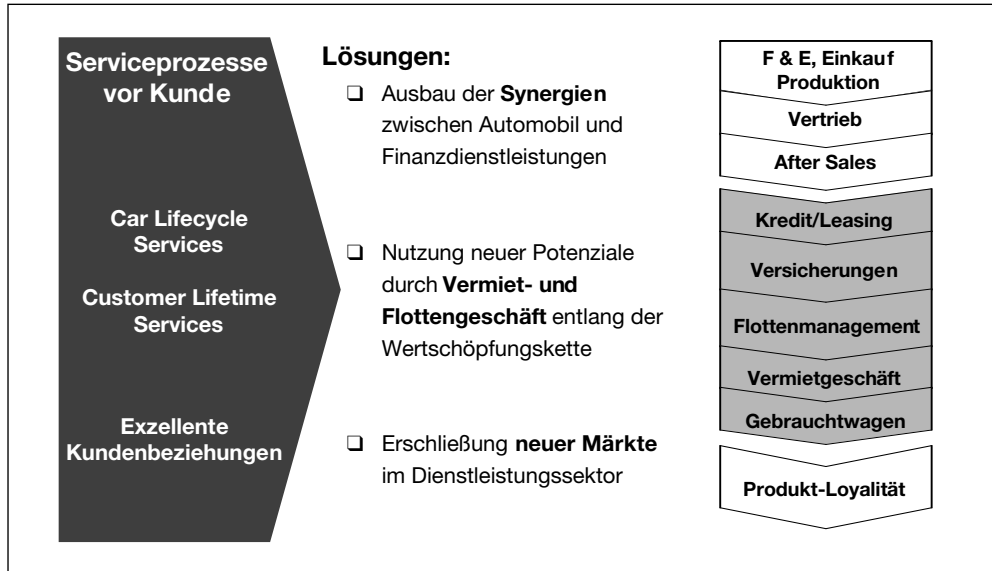 Serviceprozesse
vor Kunde
Car Lifecycle
Services
Customer Lifetime
Services
Exzellente
Kundenbeziehungen
Lösungen:
❏ Ausbau der Synergien
zwischen Automobil und
Finanzdienstleistungen
❏ Nutzung neuer Potenziale
durch Vermiet- und
Flottengeschäft entlang der
Wertschöpfungskette
❏ Erschließung neuer Märkte
im Dienstleistungssektor
F & E, Einkauf
Produktion
Vertrieb
After Sales
Kredit/Leasing
Versicherungen
Flottenmanagement
Vermietgeschäft
Gebrauchtwagen
Produkt-Loyalität